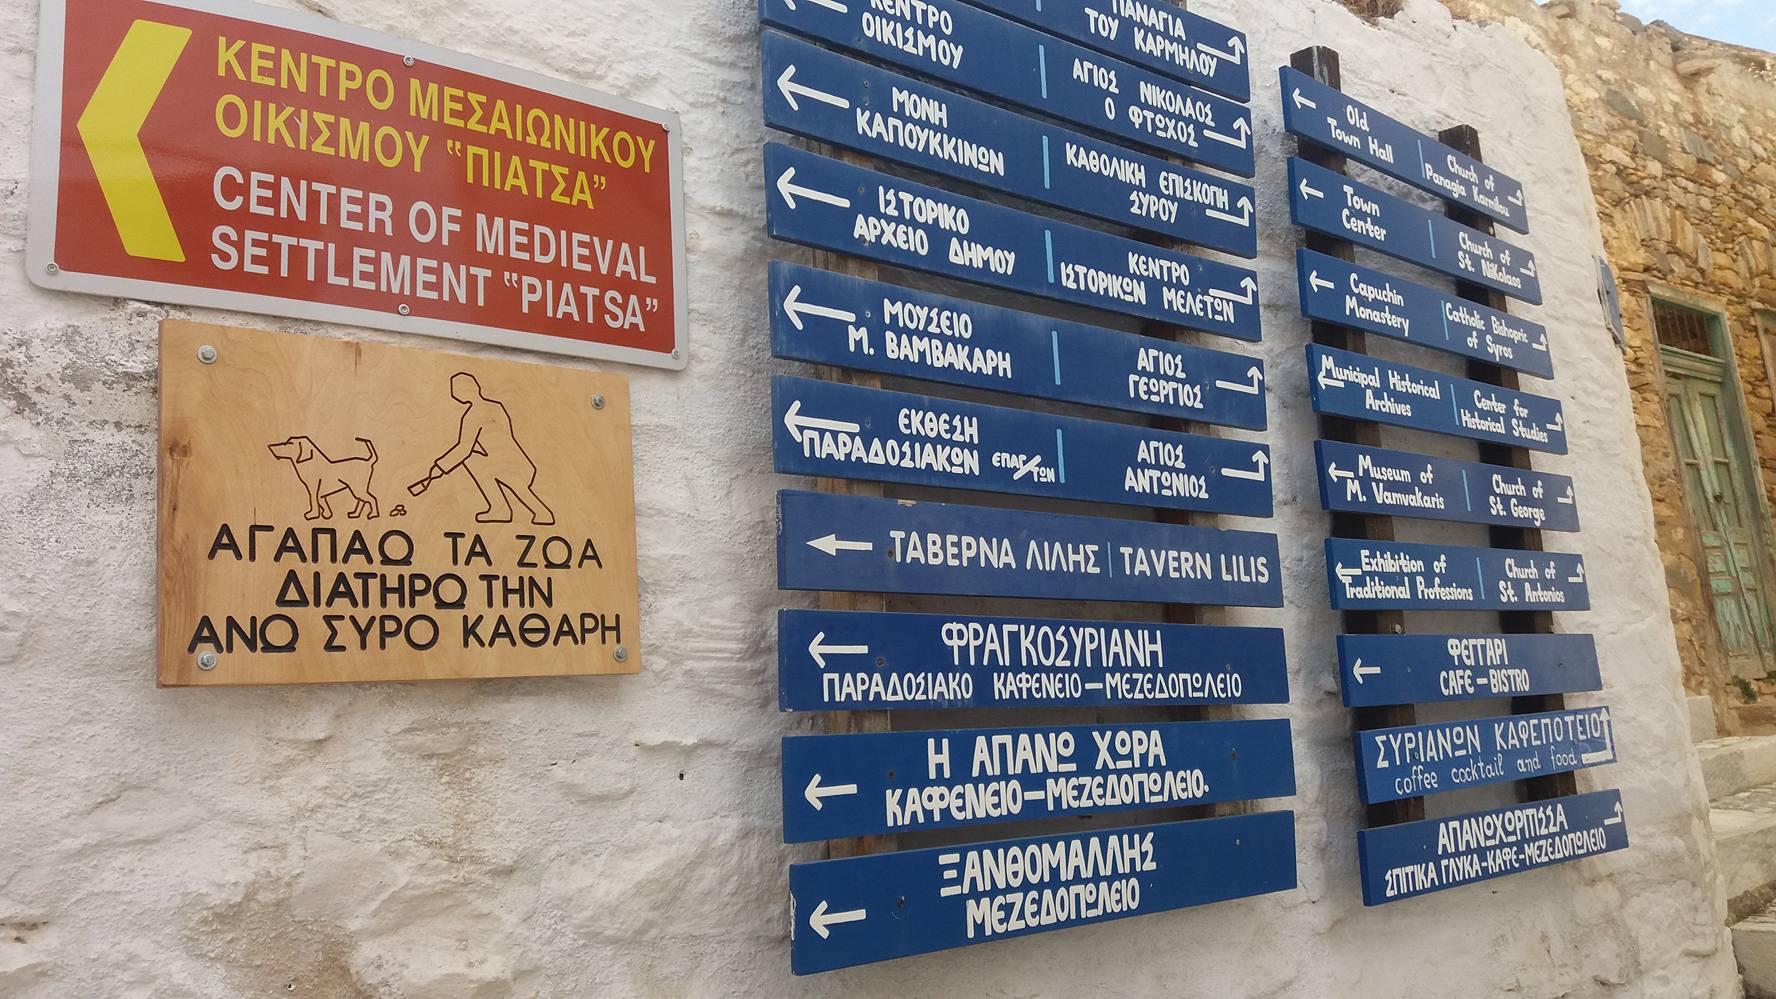 ΚΕΝΤΡΟ ΜΕΣΑΙΩΝΙΚΟΥ
ΟΙΚΙΣΜΟΥ "ΠΙΑΤΣΑ"
CENTER OF MEDIEVAL
SETTLEMENT "PIATSA"
ΑΓΑΠΑΩ ΤΑ ΖΩΑ
ΔΙΑΤΗΡΩ ΤΗΝ
ΑΝΩ ΣΥΡΟ ΚΑΘΑΡΗ
ΠΑΝΑΓΙΑ
ΤΟΥ ΚΑΡΜΗΛΟΥ
ΚΕΝΤΡΟ
ΟΙΚΙΣΜΟΥ
ΑΓΙΟΣ ΝΙΚΟΛΑΟΣ
Ο ΦΤΩΧΟΣ
ΜΟΝΗ
ΚΑΠΟΥΚΚΙΝΩΝ
ΚΑΘΟΛΙΚΗ ΕΠΙΣΚΟΠΗ
ΣΥΡΟΥ
ΙΣΤΟΡΙΚΟ
ΑΡΧΕΙΟ ΔΗΜΟΥ
ΚΕΝΤΡΟ
ΙΣΤΟΡΙΚΩΝ ΜΕΛΕΤΩΝ
ΜΟΥΣΕΙΟ
Μ. ΒΑΜΒΑΚΑΡΗ
ΑΓΙΟΣ
ΓΕΩΡΓΙΟΣ
ΕΚΘΕΣΗ
ΠΑΡΑΔΟΣΙΑΚΩΝ ΕΠΑΓ/ΤΩΝ
ΑΓΙΟΣ
ΑΝΤΩΝΙΟΣ
ΤΑΒΕΡΝΑ ΛΙΛΗΣ | TAVERN LILIS
ΦΡΑΓΚΟΣΥΡΙΑΝΗ
ΠΑΡΑΔΟΣΙΑΚΟ ΚΑΦΕΝΕΙΟ-ΜΕΖΕΔΟΠΩΛΕΙΟ
Η ΑΠΑΝΩ ΧΩΡΑ
ΚΑΦΕΝΕΙΟ-ΜΕΖΕΔΟΠΩΛΕΙΟ.
ΞΑΝΘΟΜΑΛΛΗΣ
ΜΕΖΕΔΟΠΩΛΕΙΟ
Old
Town Hall
Church of
Panagia Karmilou
Town
Center
Church of
St. Nikolaos
Capuchin
Monastery
Catholic Bishopric
of Syros
Municipal Historical
Archives
Center for
Historical Studies
Museum of
M. Vamvakaris
Church of
St. George
Exhibition of
Traditional Professions
Church of
St. Antonios
ΦΕΓΓΑΡΙ
CAFE-BISTRO
ΣΥΡΙΑΝΩΝ ΚΑΦΕΠΟΤΕΙΟ
coffee cocktail and food
ΑΠΑΝΩΧΩΡΙΤΙΣΣΑ
ΣΠΙΤΙΚΑ ΓΛΥΚΑ-ΚΑΦΕ-ΜΕΖΕΔΟΠΩΛΕΙΟ